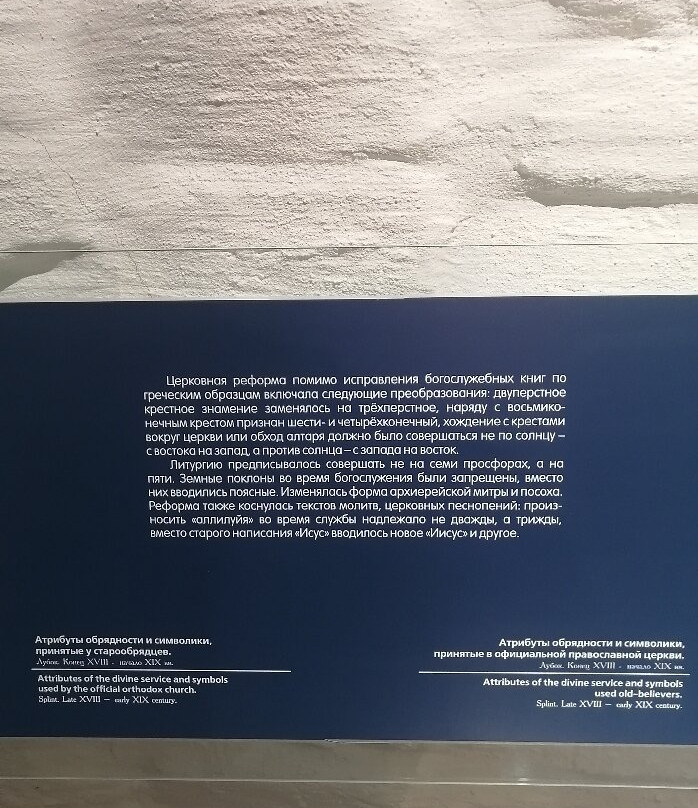 Церковная реформа помимо исправления богослужебных книг по
греческим образцам включала следующие преобразования: двуперстное
крестное знамение заменялось на трёхперстное, наряду с восьмико-
нечным крестом признан шести- и четырёхконечный, хождение с крестами
вокруг церкви или обход алтаря должно было совершаться не по солнцу –
с востока на запад, а против солнца – с запада на восток.
Литургию предписывалось совершать не на семи просфорах, а на
пяти. Земные поклоны во время богослужения были запрещены, вместо
них вводились поясные. Изменялась форма архиерейской митры и посоха.
Реформа также коснулась текстов молитв, церковных песнопений: произ-
носить «аллилуйя» во время службы надлежало не дважды, а трижды,
вместо старого написания «Исус» вводилось новое «Иисус» и другое.
Атрибуты обрядности и символики,
принятые у старообрядцев.
Лубок. Конец XVIII - начало XIX вв.
Attributes of the divine service and symbols
used by the official orthodox church.
Splint. Late XVIII – early XIX century.
Атрибуты обрядности и символики,
принятые в официальной православной церкви.
Лубок. Конец XVIII - начало XIX вв.
Attributes of the divine service and symbols
used old-believers.
Splint. Late XVIII – early XIX century.